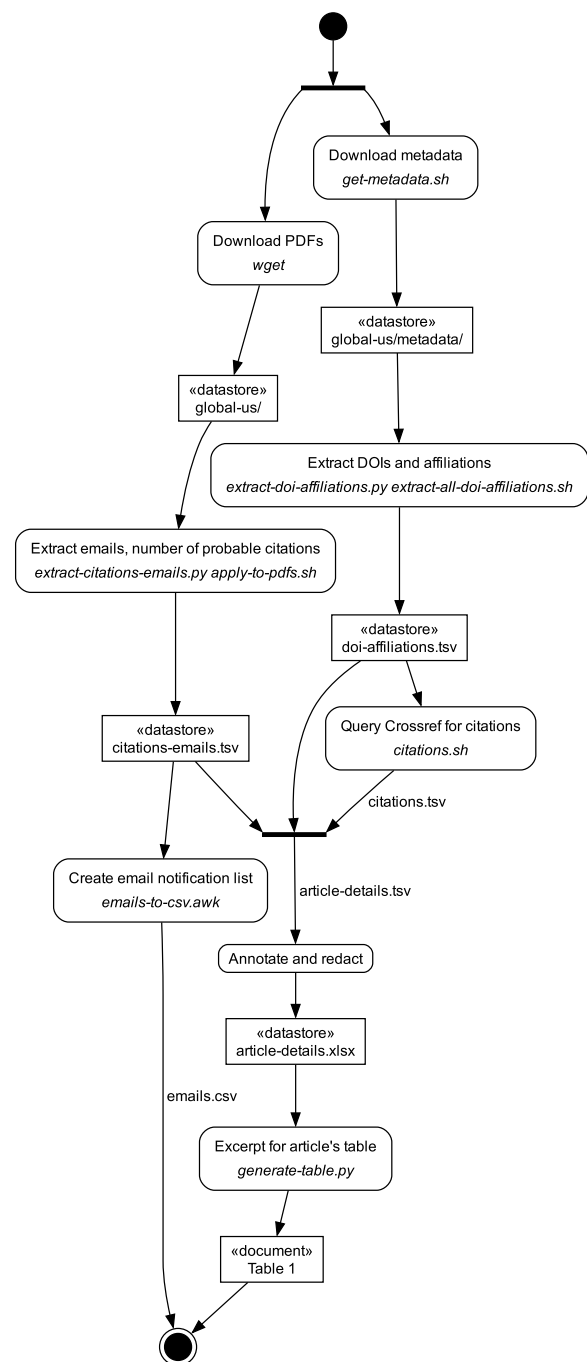 Download metadata
get-metadata.sh
Download PDFs
wget
«datastore»
global-us/metadata/
«datastore»
global-us/
Extract DOIs and affiliations
extract-doi-affiliations.py extract-all-doi-affiliations.sh
Extract emails, number of probable citations
extract-citations-emails.py apply-to-pdfs.sh
«datastore»
doi-affiliations.tsv
«datastore»
citations-emails.tsv
Query Crossref for citations
citations.sh
citations.tsv
Create email notification list
emails-to-csv.awk
article-details.tsv
Annotate and redact
«datastore»
article-details.xlsx
emails.csv
Excerpt for article's table
generate-table.py
«document»
Table 1